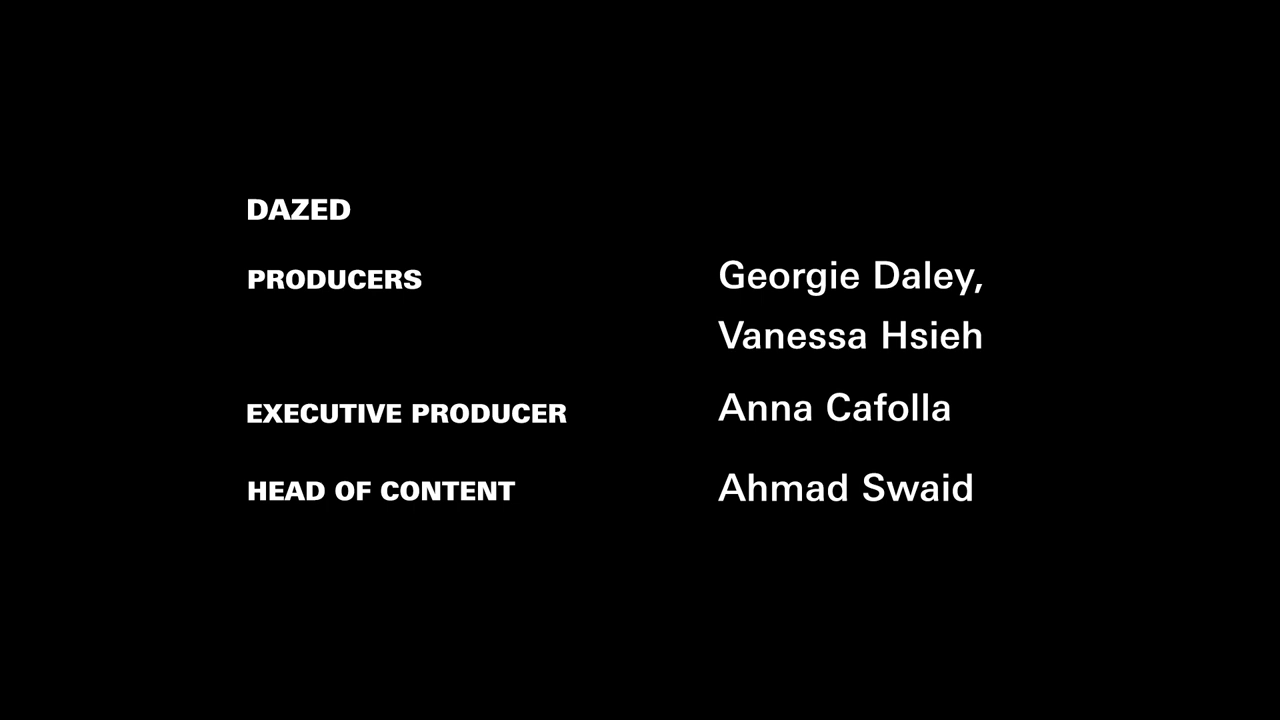 DAZED
PRODUCERS Georgie Daley,
Vanessa Hsieh
EXECUTIVE PRODUCER Anna Cafolla
HEAD OF CONTENT Ahmad Swaid